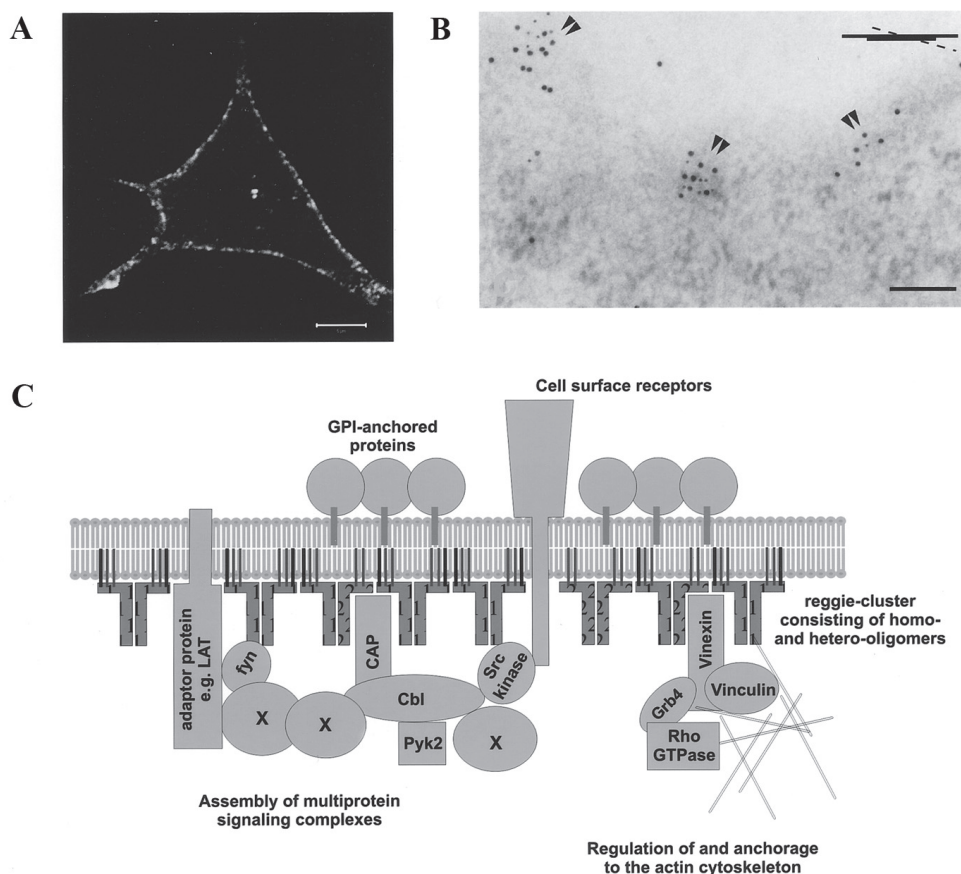 A
B
C
Cell surface receptors
GPI-anchored
proteins
adaptor protein
e.g. LAT
fyn
X
X
CAP
Cbl
Pyk2
Src
kinase
X
Vinexin
Grb4
Vinculin
Rho
GTPase
reggie-cluster
consisting of homo-
and hetero-oligomers
Assembly of multiprotein
signaling complexes
Regulation of and anchorage
to the actin cytoskeleton